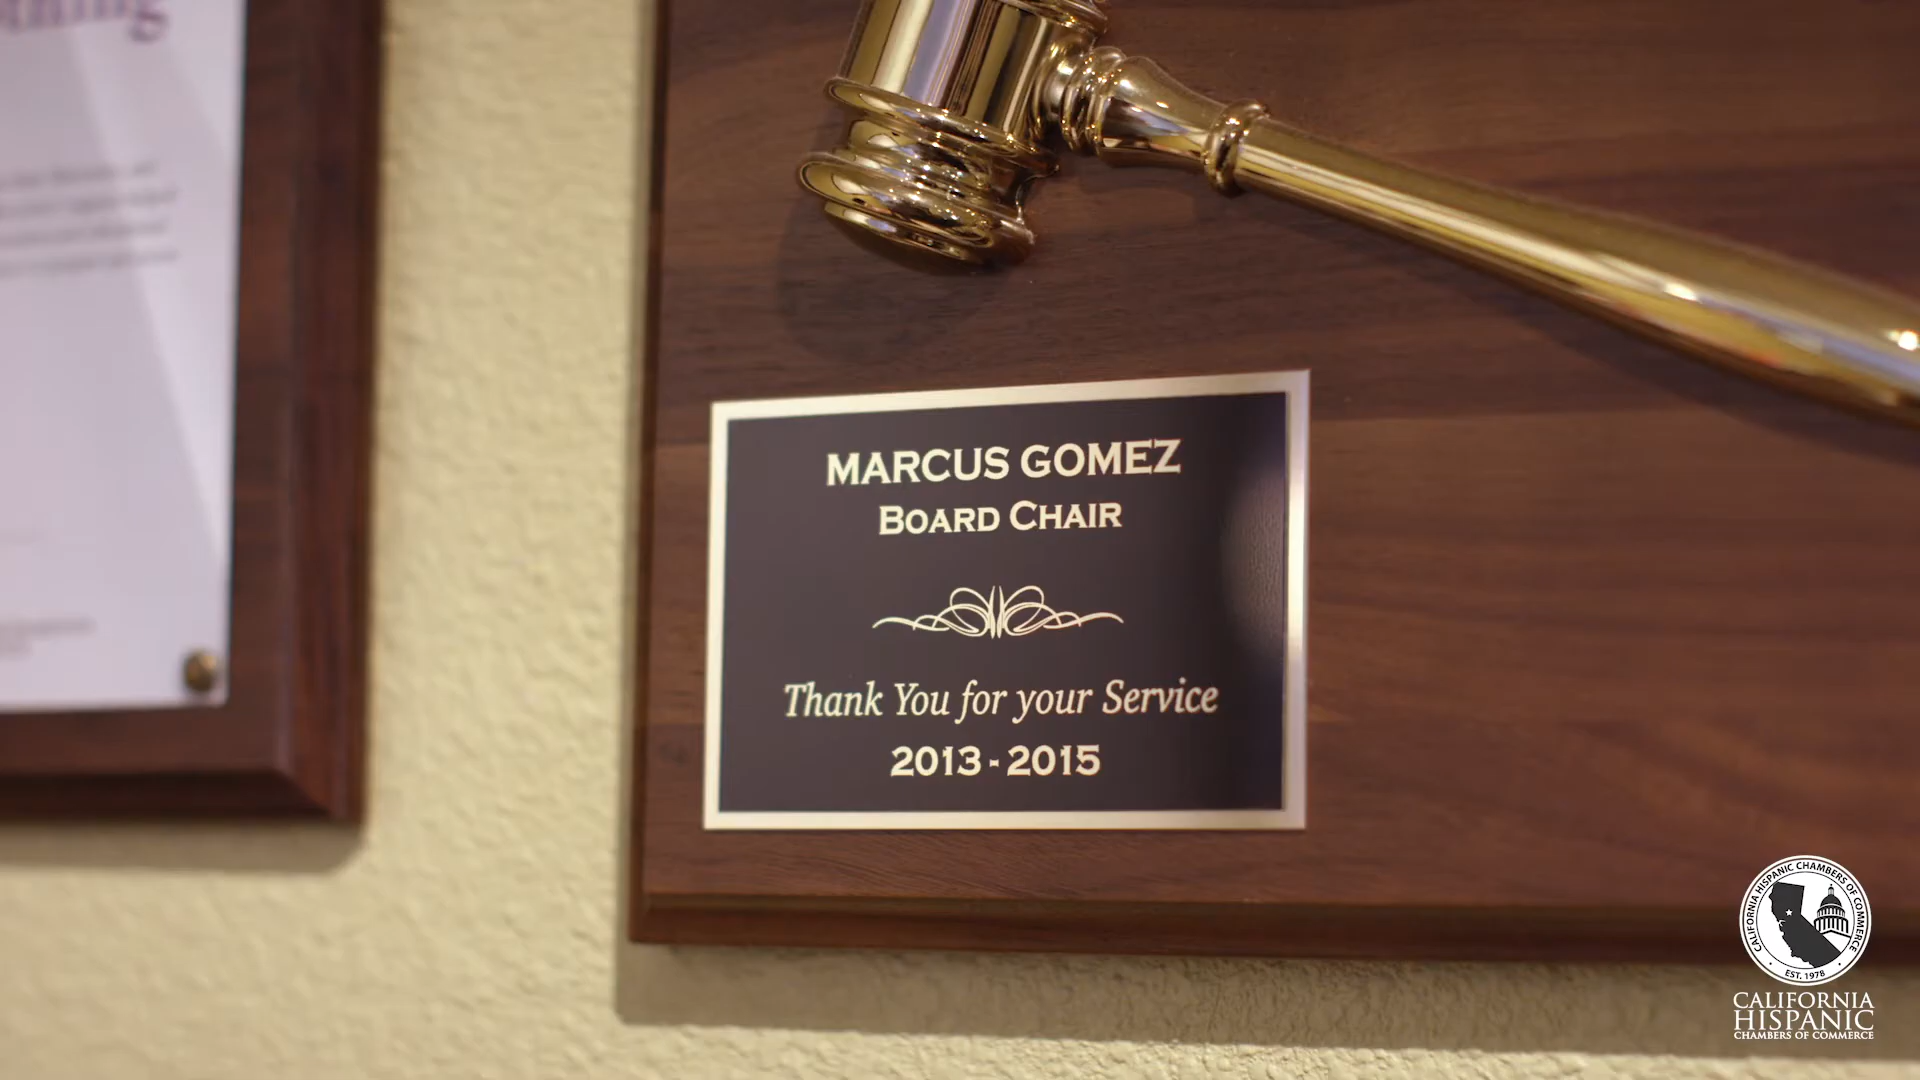 MARCUS GOMEZ
BOARD CHAIR
Thank You for your Service
2013 - 2015
CALIFORNIA HISPANIC CHAMBERS OF COMMERCE
EST. 1978
CALIFORNIA
HISPANIC
CHAMBERS OF COMMERCE